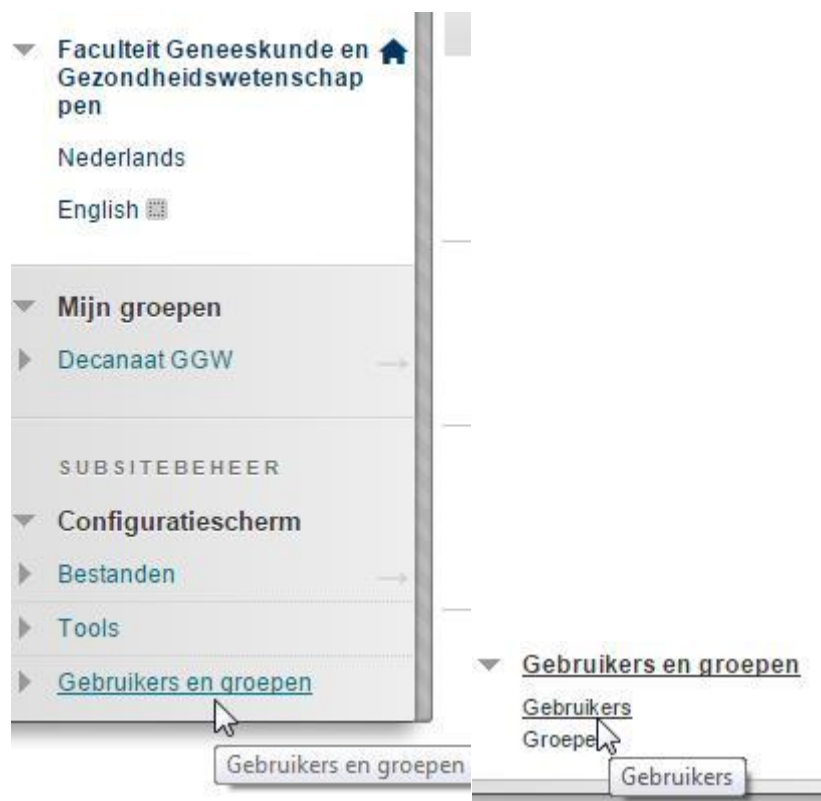 Faculteit Geneeskunde en
Gezondheidswetenschap
pen
Nederlands
English
Mijn groepen
Decanaat GGW
SUBSITEBEHEER
Configuratiescherm
Bestanden
Tools
Gebruikers en groepen
Gebruikers en groepen
Gebruikers en groepen
Gebruikers
Groepe
Gebruikers